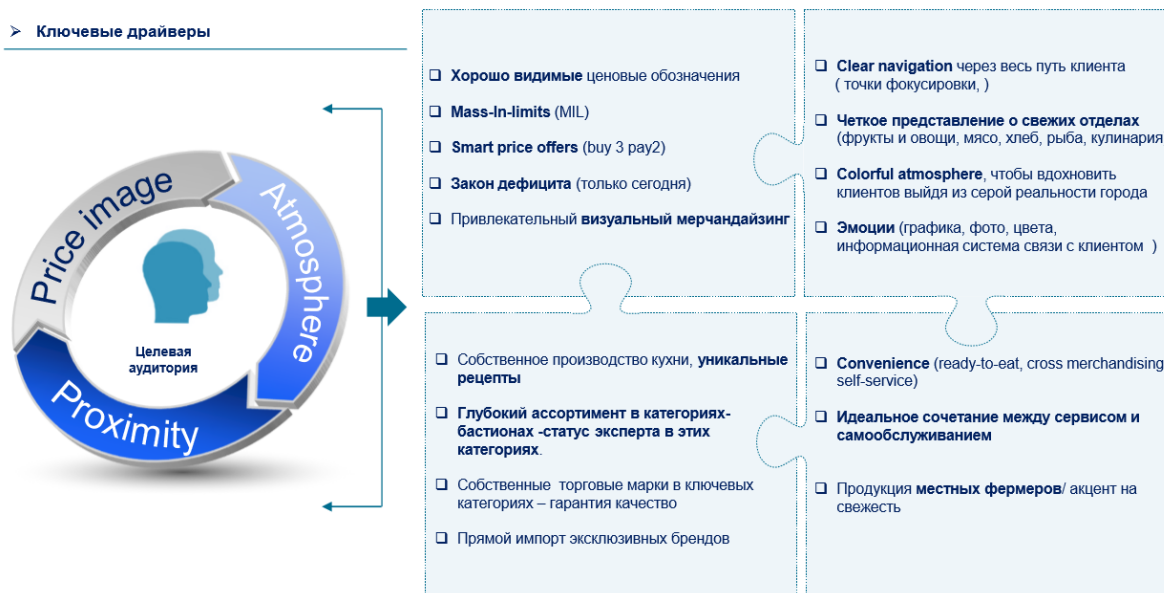 Ключевые драйверы
Price image
Atmosphere
Proximity
Целевая
аудитория
Хорошо видимые ценовые обозначения
Mass-In-limits (MIL)
Smart price offers (buy 3 pay2)
Закон дефицита (только сегодня)
Привлекательный визуальный мерчандайзинг
Clear navigation через весь путь клиента
( точки фокусировки, )
Четкое представление о свежих отделах
(фрукты и овощи, мясо, хлеб, рыба, кулинария
Colorful atmosphere, чтобы вдохновить
клиентов выйдя из серой реальности города
Эмоции (графика, фото, цвета,
информационная система связи с клиентом )
Собственное производство кухни, уникальные
рецепты
Глубокий ассортимент в категориях-
бастионах -статус эксперта в этих
категориях.
Собственные торговые марки в ключевых
категориях – гарантия качество
Прямой импорт эксклюзивных брендов
Convenience (ready-to-eat, cross merchandising
self-service)
Идеальное сочетание между сервисом и
самообслуживанием
Продукция местных фермеров/ акцент на
свежесть